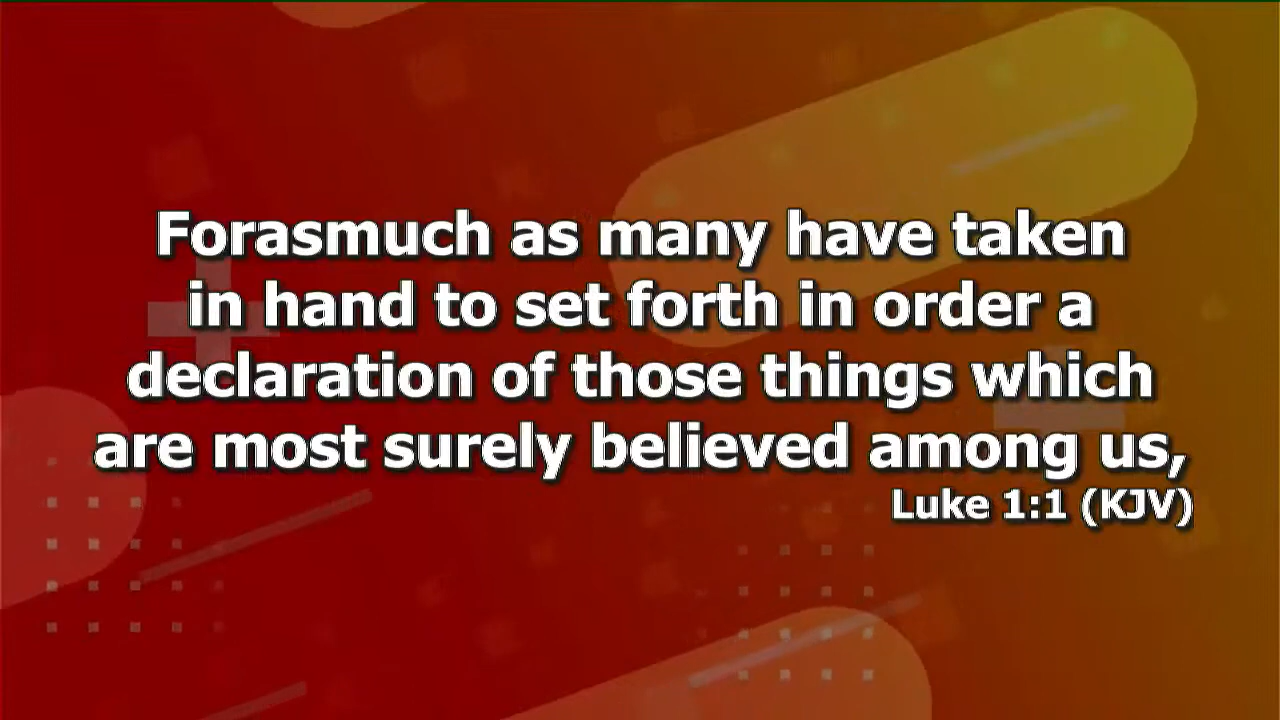 Forasmuch as many have taken
in hand to set forth in order a
declaration of those things which
are most surely believed among us,
Luke 1:1 (KJV)